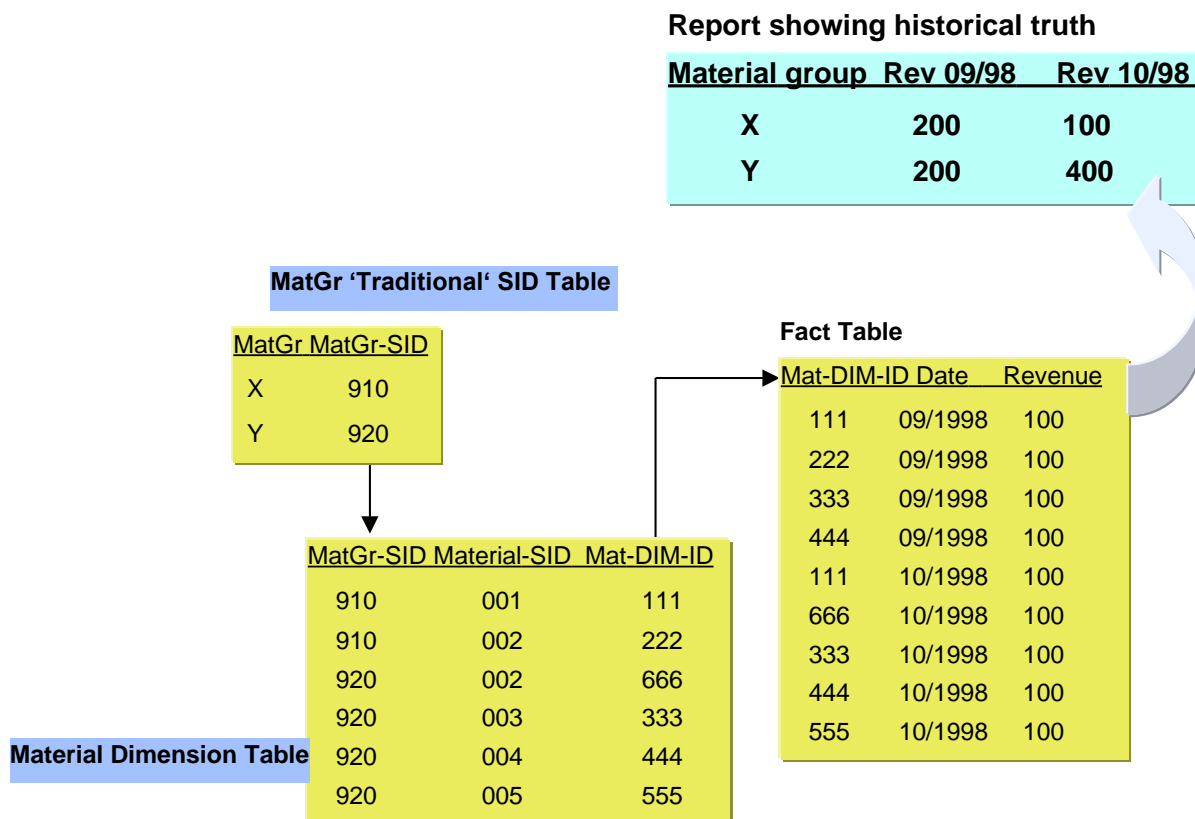 Report showing historical truth
Material group Rev 09/98 Rev 10/98
X 200 100
Y 200 400
MatGr ‘Traditional‘ SID Table
MatGr MatGr-SID
X 910
Y 920
Fact Table
Mat-DIM-ID Date Revenue
111 09/1998 100
222 09/1998 100
333 09/1998 100
444 09/1998 100
111 10/1998 100
666 10/1998 100
333 10/1998 100
444 10/1998 100
555 10/1998 100
MatGr-SID Material-SID Mat-DIM-ID
910 001 111
910 002 222
920 002 666
920 003 333
920 004 444
920 005 555
Material Dimension Table